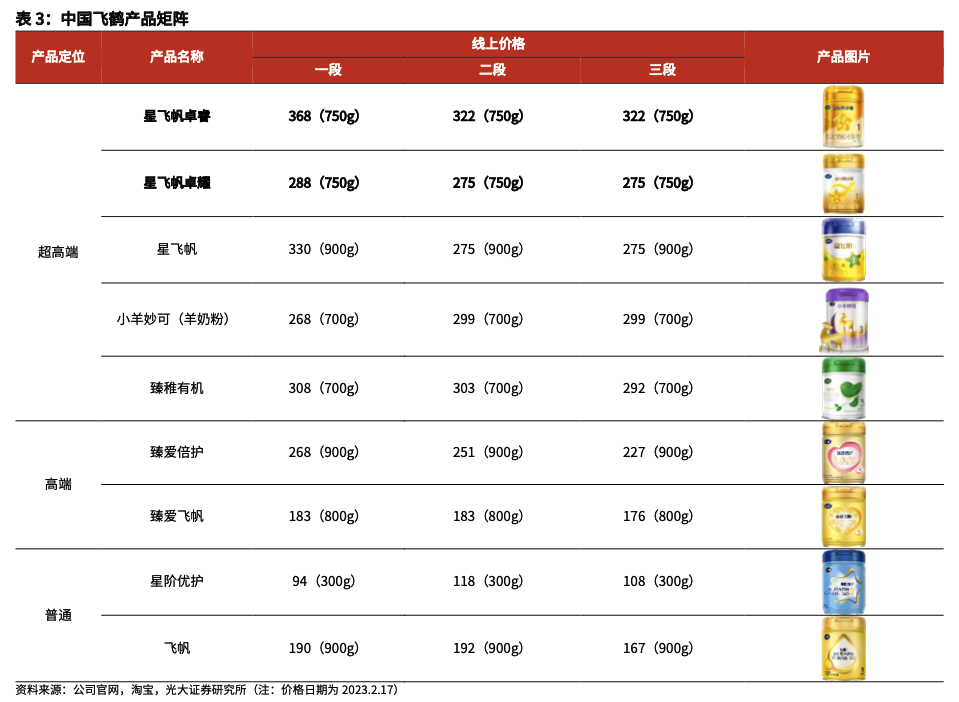 表 3：中国飞鹤产品矩阵
产品定位 产品名称 线上价格 产品图片
一段 二段 三段
超高端
星飞帆卓睿 368（750g） 322（750g） 322（750g）
星飞帆卓耀 288（750g） 275（750g） 275（750g）
星飞帆 330（900g） 275（900g） 275（900g）
小羊妙可（羊奶粉） 268（700g） 299（700g） 299（700g）
臻稚有机 308（700g） 303（700g） 292（700g）
高端
臻爱倍护 268（900g） 251（900g） 227（900g）
臻爱飞帆 183（800g） 183（800g） 176（800g）
普通
星阶优护 94（300g） 118（300g） 108（300g）
飞帆 190（900g） 192（900g） 167（900g）
资料来源：公司官网，淘宝，光大证券研究所（注：价格日期为 2023.2.17）